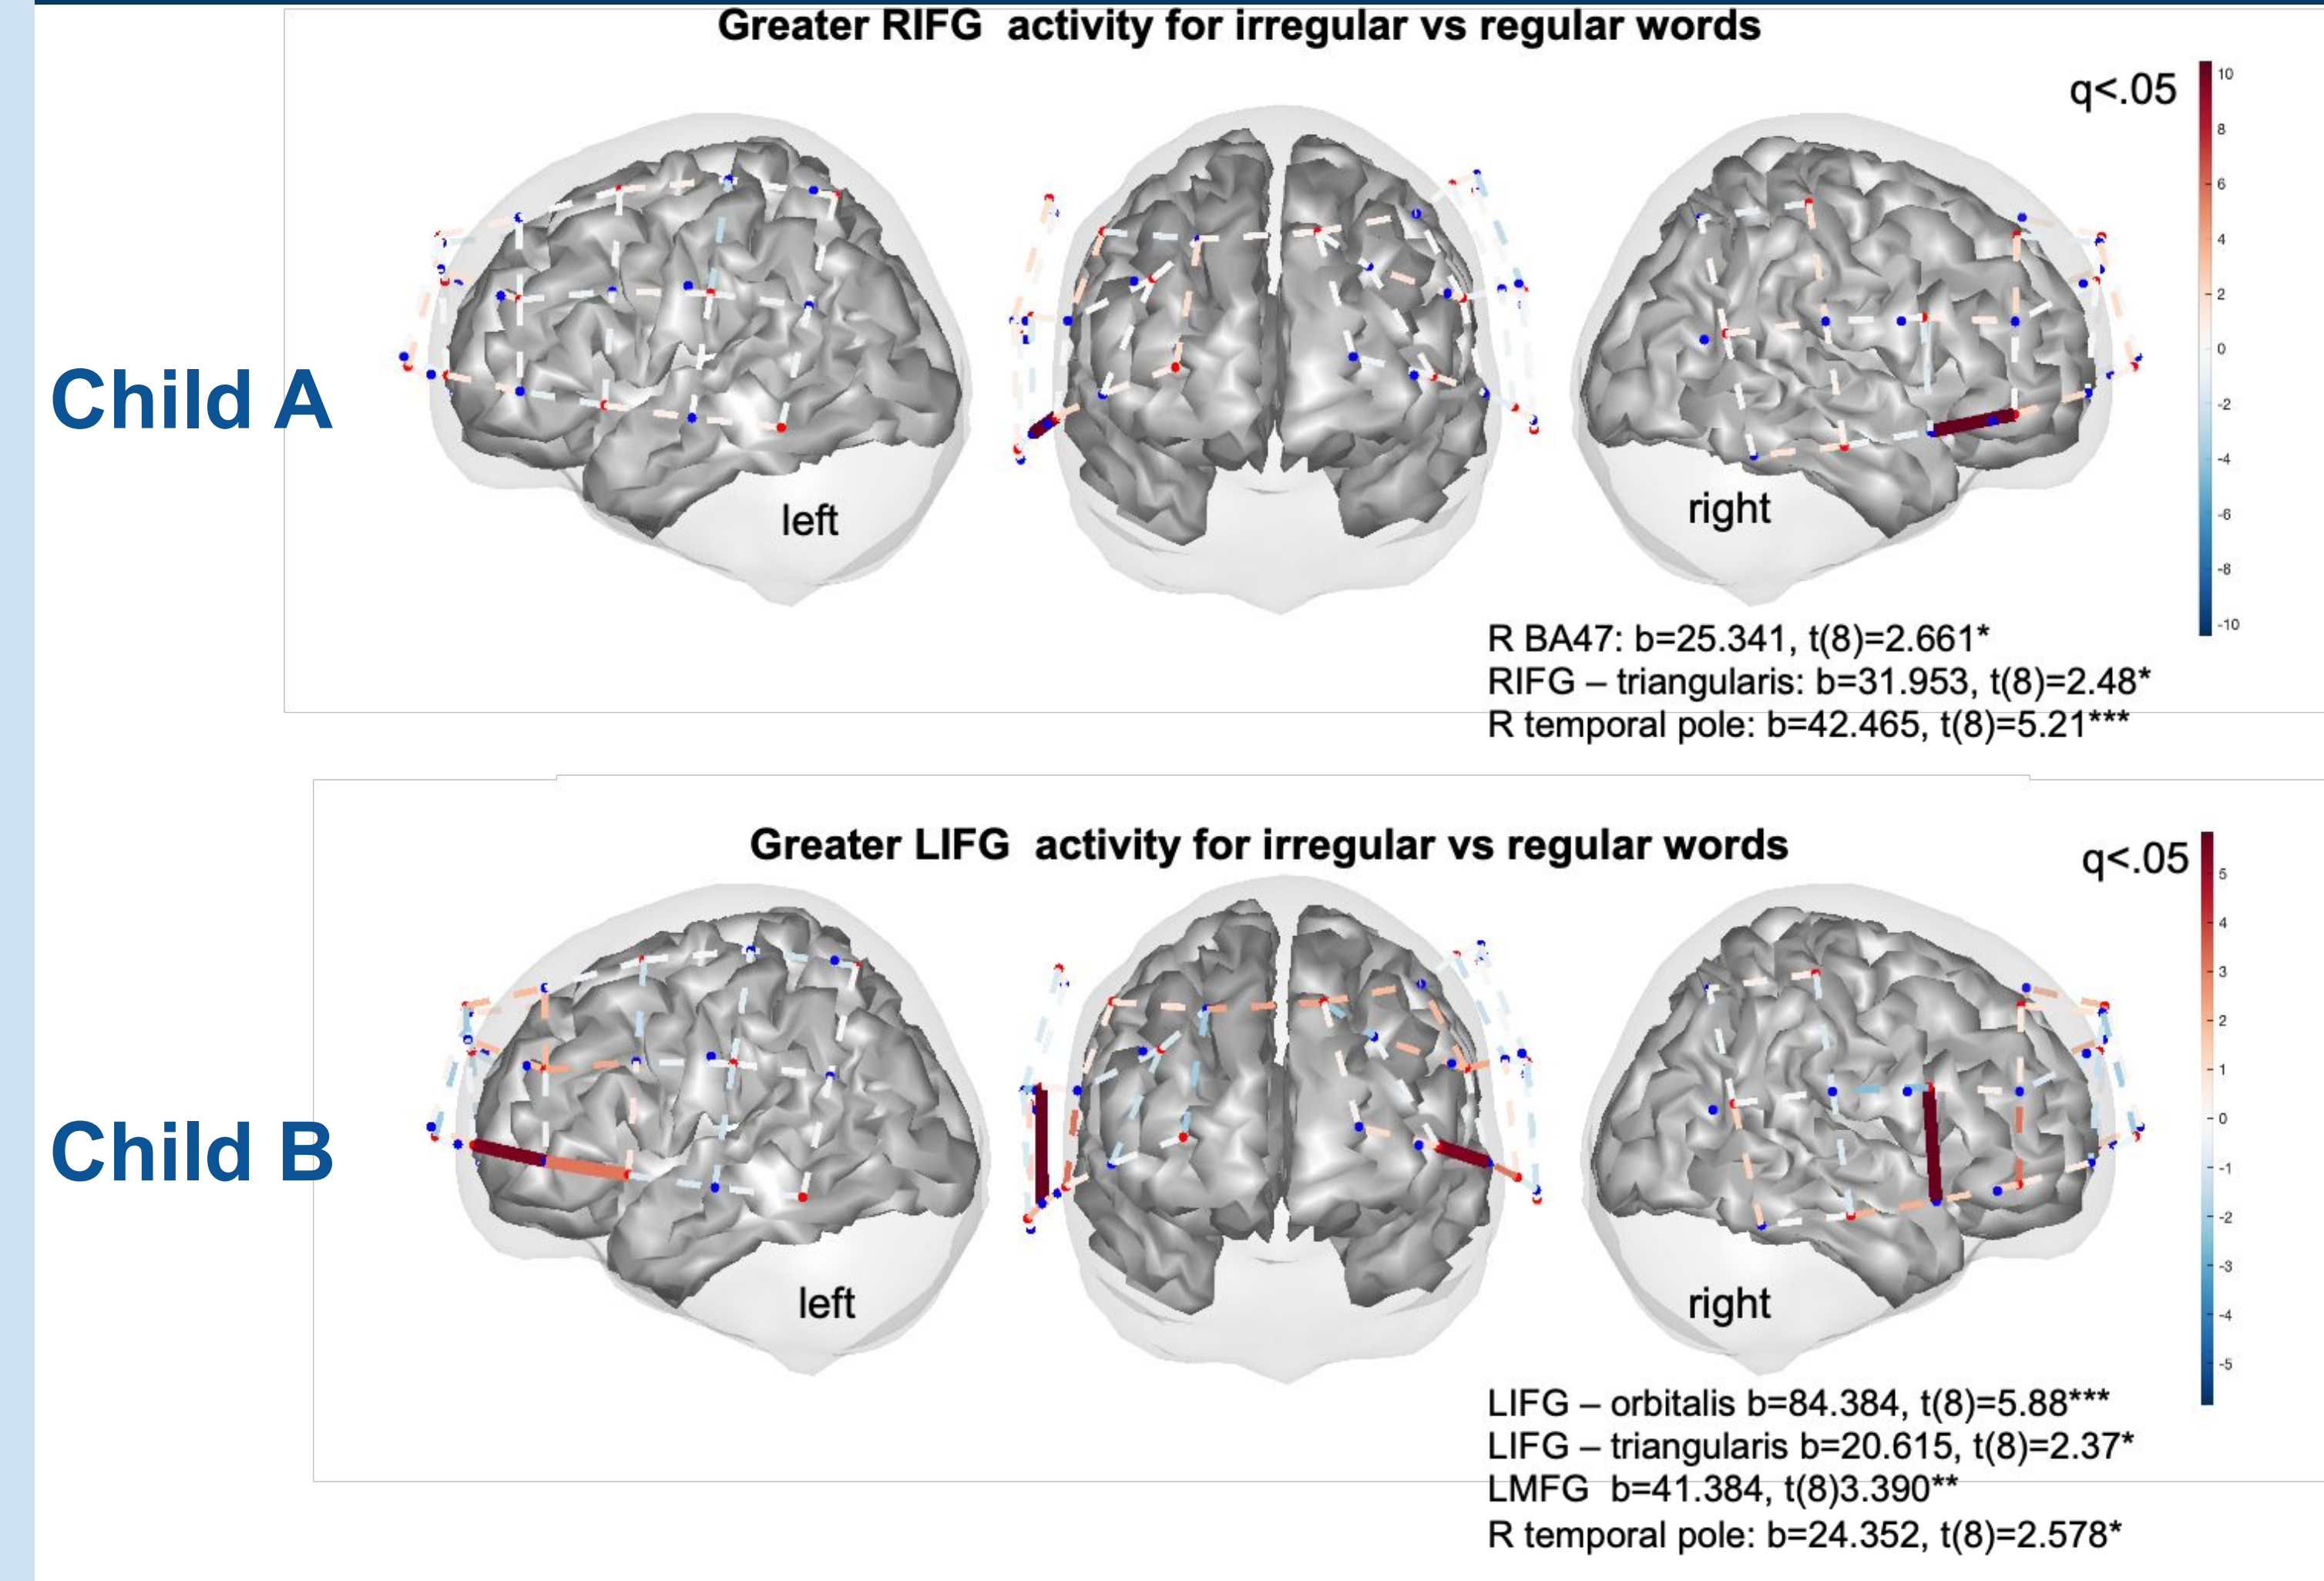 Greater RIFG activity for irregular vs regular words
q<.05
10
8
6
4
2
0
-2
-4
-6
-8
-10
Child A
left
right
R BA47: b=25.341, t(8)=2.661*
RIFG – triangularis: b=31.953, t(8)=2.48*
R temporal pole: b=42.465, t(8)=5.21***
Greater LIFG activity for irregular vs regular words
q<.05
5
4
3
2
1
0
-1
-2
-3
-4
-5
Child B
left
right
LIFG – orbitalis b=84.384, t(8)=5.88***
LIFG – triangularis b=20.615, t(8)=2.37*
LMFG b=41.384, t(8)3.390**
R temporal pole: b=24.352, t(8)=2.578*